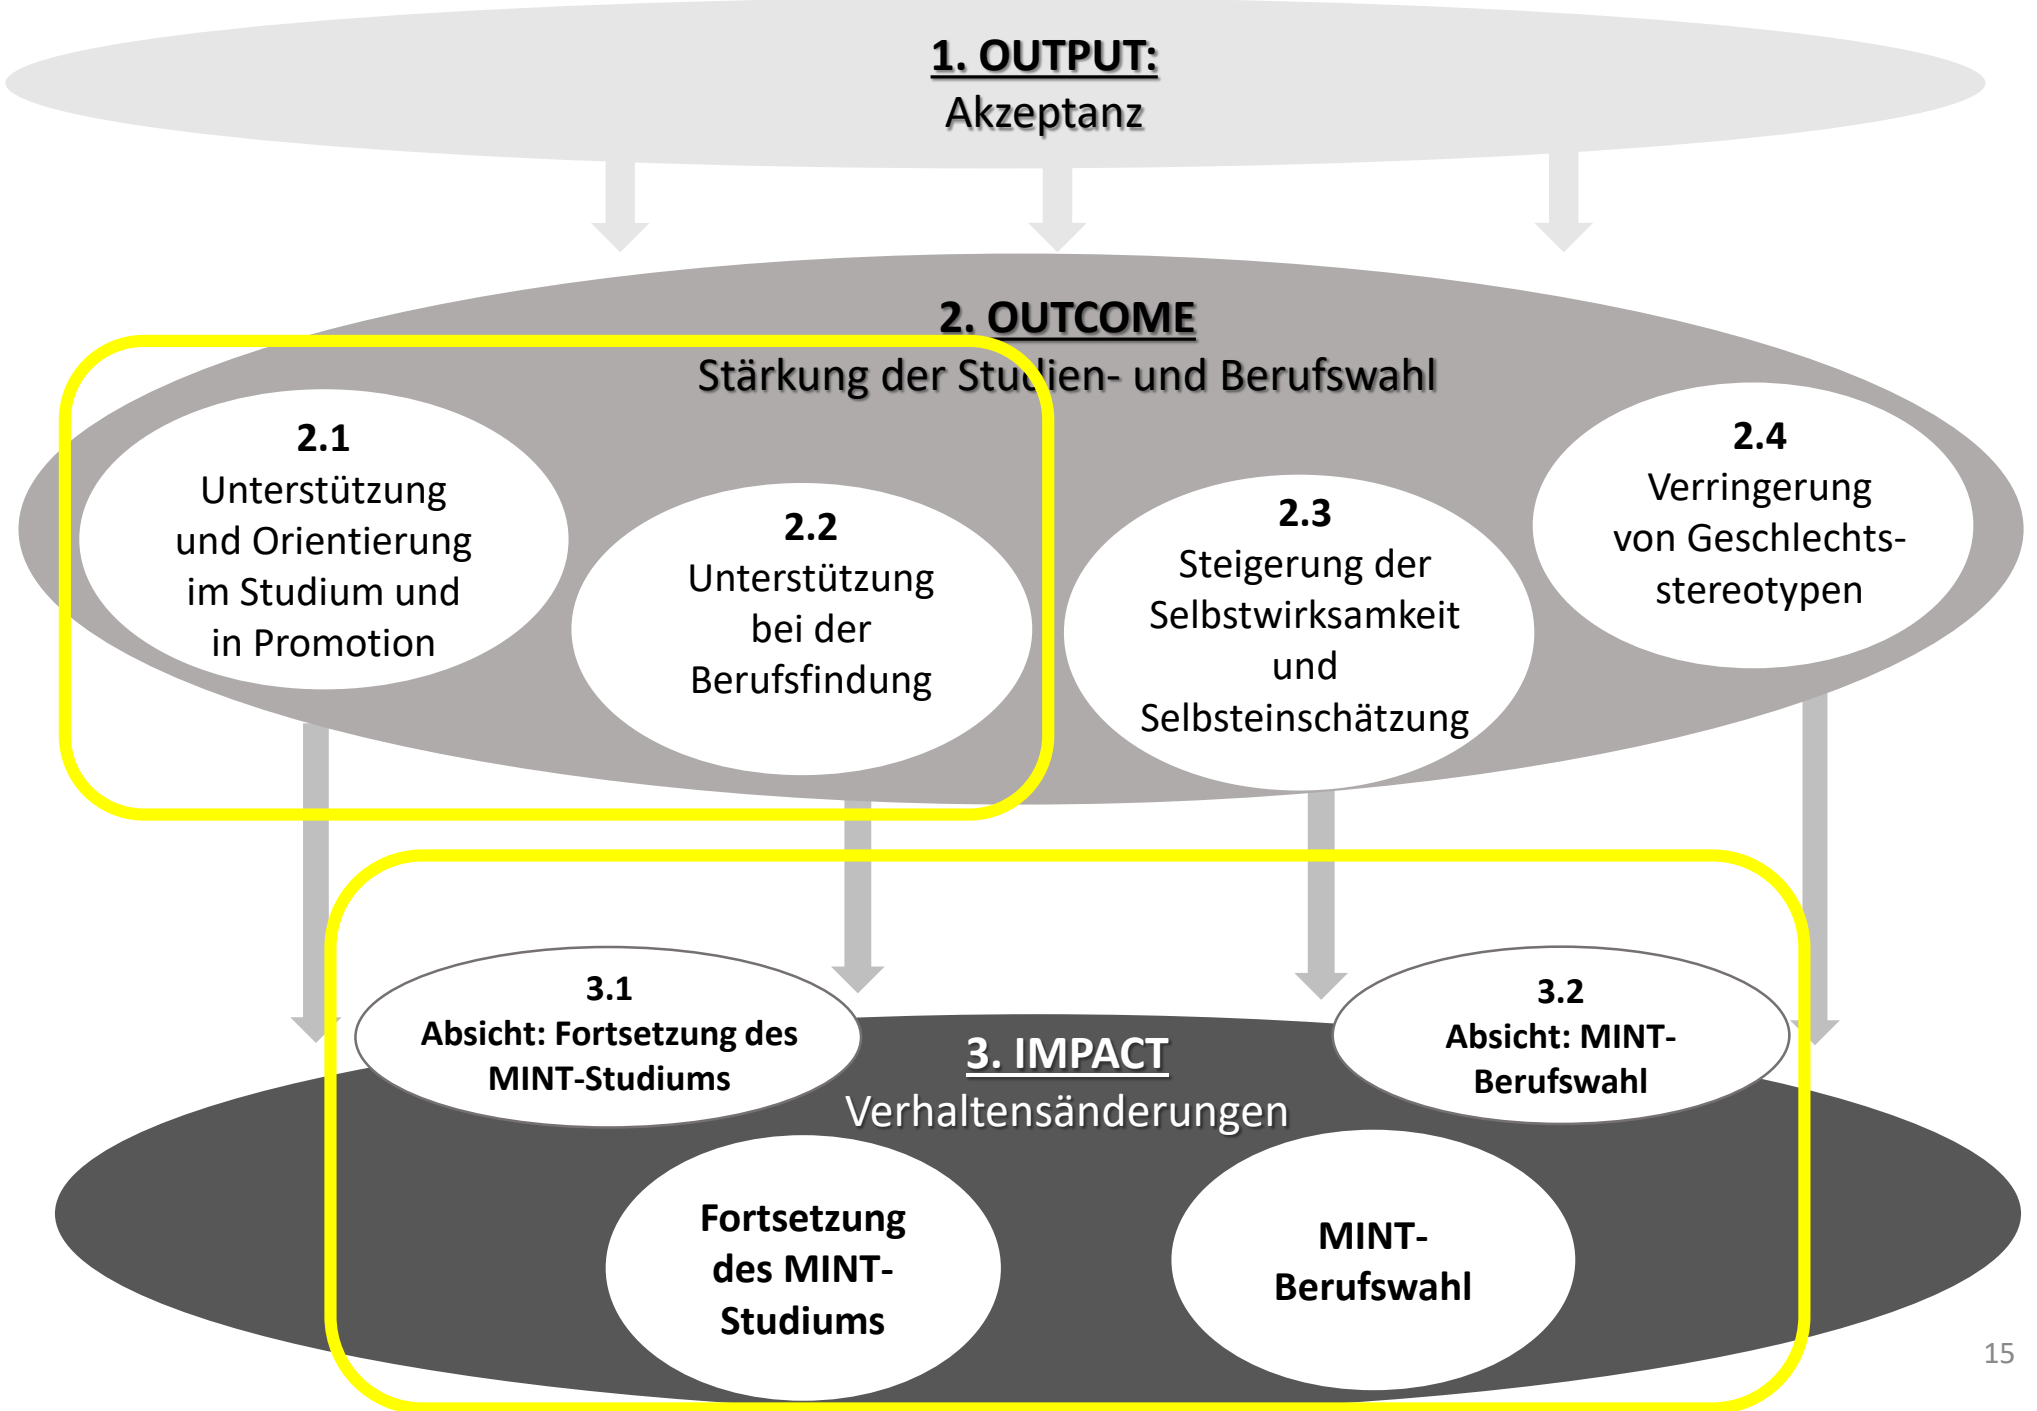 1. OUTPUT:
Akzeptanz
2. OUTCOME
Stärkung der Studien- und Berufswahl
2.1
Unterstützung
und Orientierung
im Studium und
in Promotion
2.2
Unterstützung
bei der
Berufsfindung
2.3
Steigerung der
Selbstwirksamkeit
und
Selbsteinschätzung
2.4
Verringerung
von Geschlechts-
stereotypen
3.1
Absicht: Fortsetzung des
MINT-Studiums
3. IMPACT
Verhaltensänderungen
3.2
Absicht: MINT-
Berufswahl
Fortsetzung
des MINT-
Studiums
MINT-
Berufswahl
15